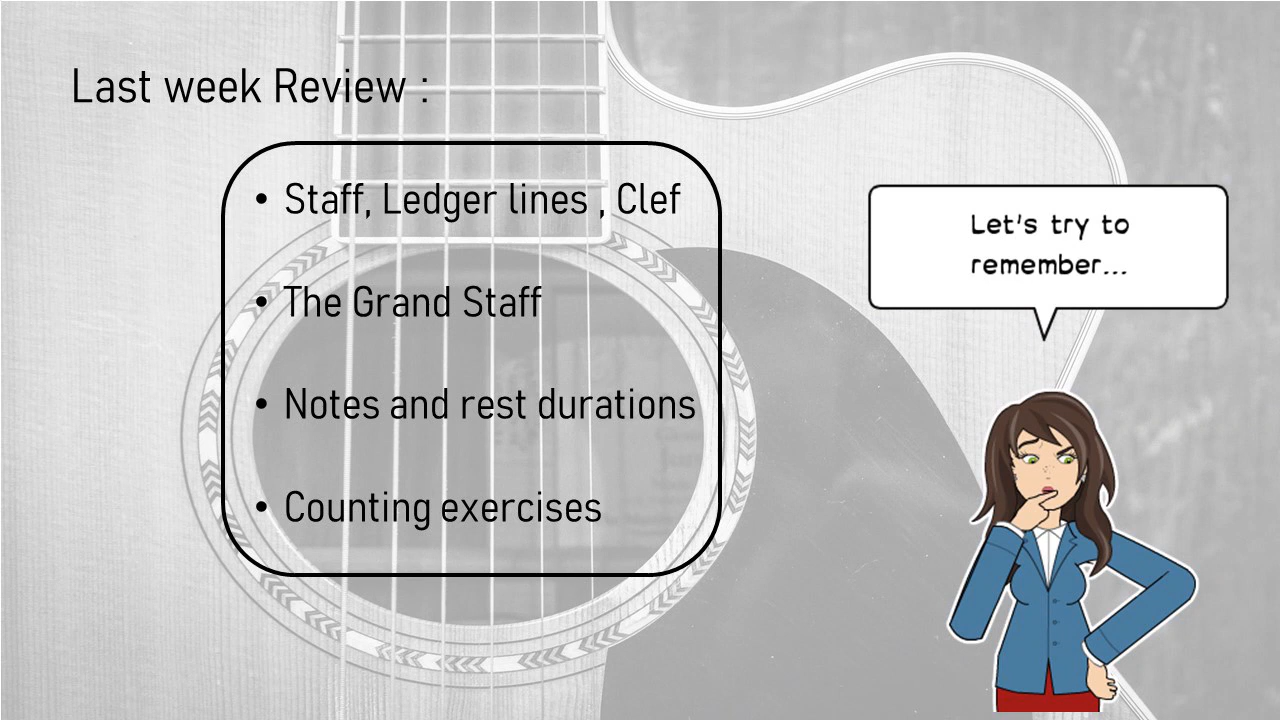 Last week Review :
• Staff, Ledger lines , Clef
• The Grand Staff
• Notes and rest durations
• Counting exercises
Let's try to
remember...